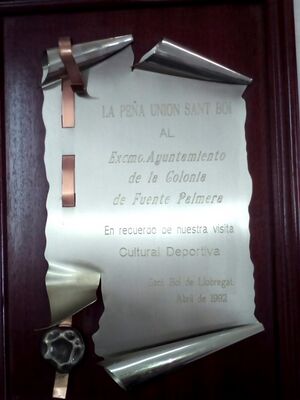 LA PEÑA UNION SANT BOI
AL
Excmo. Ayuntamiento
de la Colonia
de Fuente Palmera
En recuerdo de nuestra visita
Cultural Deportiva
Sant Boi de Llobregat
Abril de 1992